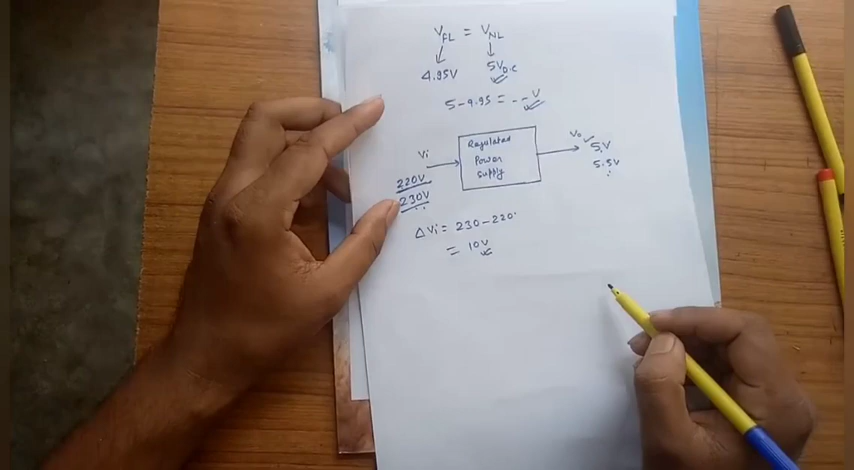 V_FL = V_NL
↓ ↓
4.95V 5V D.C
5-4.95 = --V
Regulated
Power
Supply
Vi
V₀
5V
5.5V
220V
230V
ΔVi = 230-220
= 10V